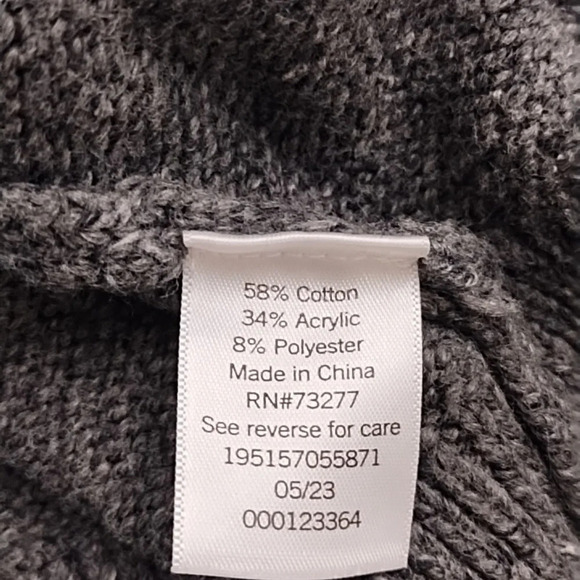 58% Cotton
34% Acrylic
8% Polyester
Made in China
RN#73277
See reverse for care
195157055871
05/23
000123364